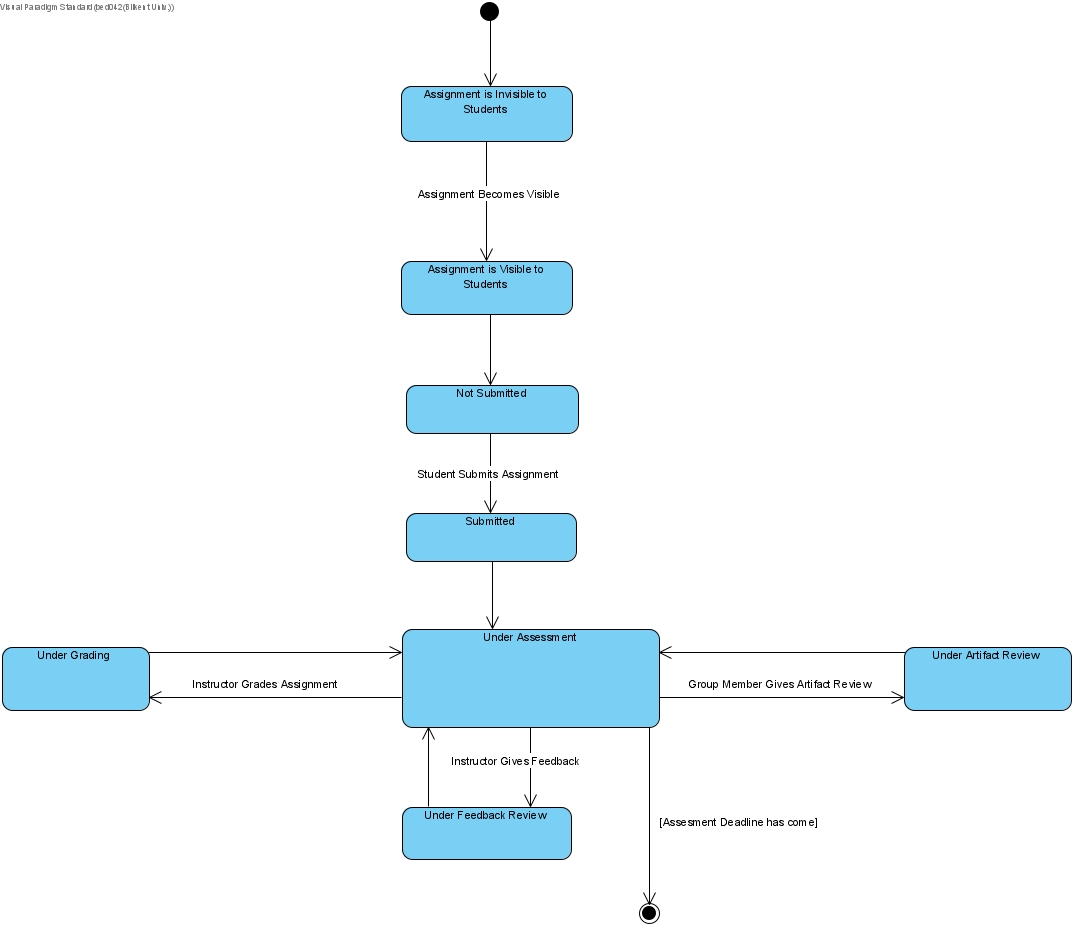 Visual Paradigm Standard(bed042(Bilkent Univ.))
Assignment is Invisible to
Students
Assignment Becomes Visible
Assignment is Visible to
Students
Not Submitted
Student Submits Assignment
Submitted
Under Assessment
Under Grading
Under Artifact Review
Instructor Grades Assignment
Group Member Gives Artifact Review
Instructor Gives Feedback
Under Feedback Review
[Assesment Deadline has come]